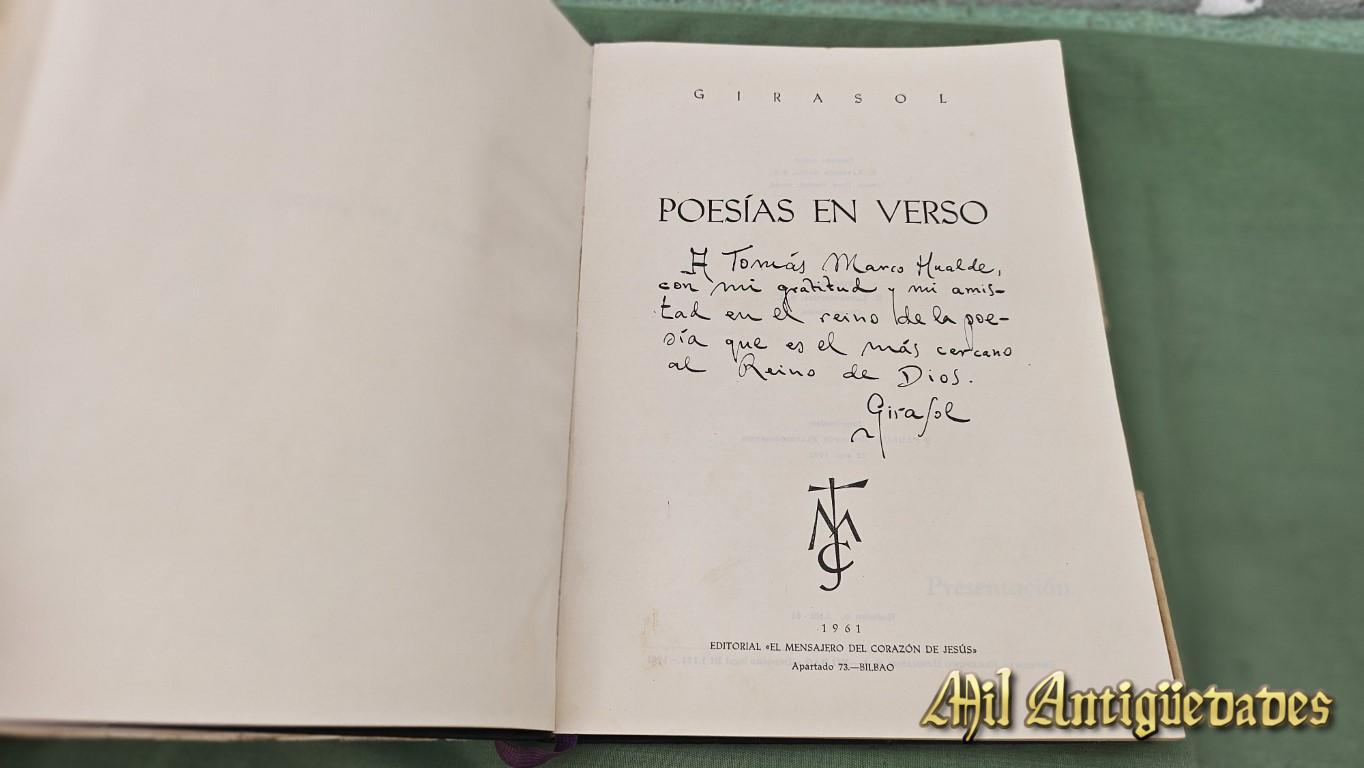 GIRASOL
POESÍAS EN VERSO
A Tomás Marco Hualde,
con mi gratitud y mi amis-
tad en el reino de la poe-
sía que es el más cercano
al Reino de Dios.
GiraSol
TMCJ
Presentación
1961
EDITORIAL «EL MENSAJERO DEL CORAZÓN DE JESÚS»
Apartado 73.—BILBAO
Mil Antigüedades